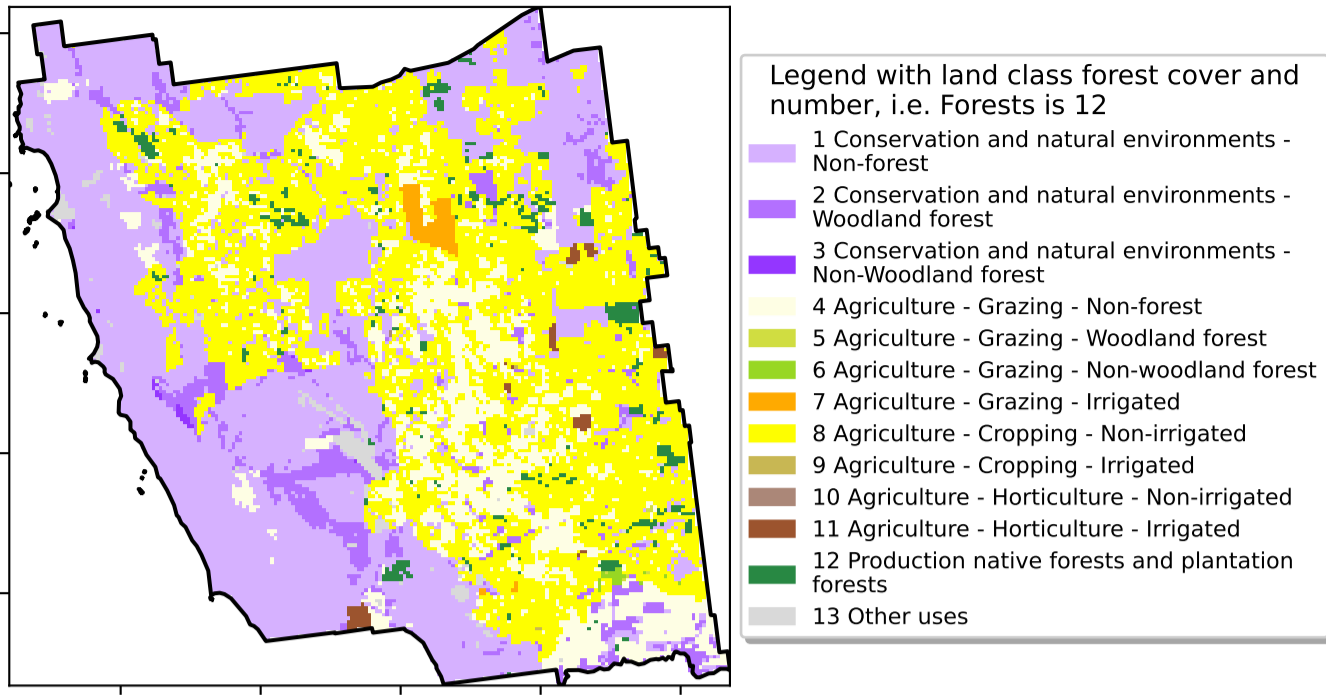 Legend with land class forest cover and
number, i.e. Forests is 12
1 Conservation and natural environments -
Non-forest
2 Conservation and natural environments -
Woodland forest
3 Conservation and natural environments -
Non-Woodland forest
4 Agriculture - Grazing - Non-forest
5 Agriculture - Grazing - Woodland forest
6 Agriculture - Grazing - Non-woodland forest
7 Agriculture - Grazing - Irrigated
8 Agriculture - Cropping - Non-irrigated
9 Agriculture - Cropping - Irrigated
10 Agriculture - Horticulture - Non-irrigated
11 Agriculture - Horticulture - Irrigated
12 Production native forests and plantation
forests
13 Other uses